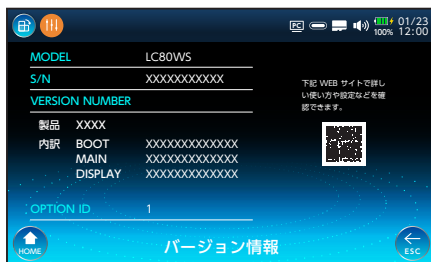 PC 100% 01/23 12:00
MODEL LC80WS
S/N XXXXXXXXXXX
VERSION NUMBER
製品 XXXX
内訳 BOOT XXXXXXXXXXXXX
MAIN XXXXXXXXXXXXX
DISPLAY XXXXXXXXXXXXX
OPTION ID 1
下記 WEB サイトで詳し
い使い方や設定などを確
認できます。
HOME バージョン情報 ESC